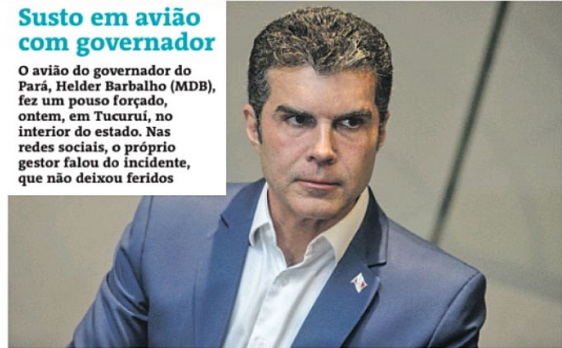 Susto em avião
com governador
O avião do governador do
Pará, Helder Barbalho (MDB),
fez um pouso forçado,
ontem, em Tucuruí, no
interior do estado. Nas
redes sociais, o próprio
gestor falou do incidente,
que não deixou feridos